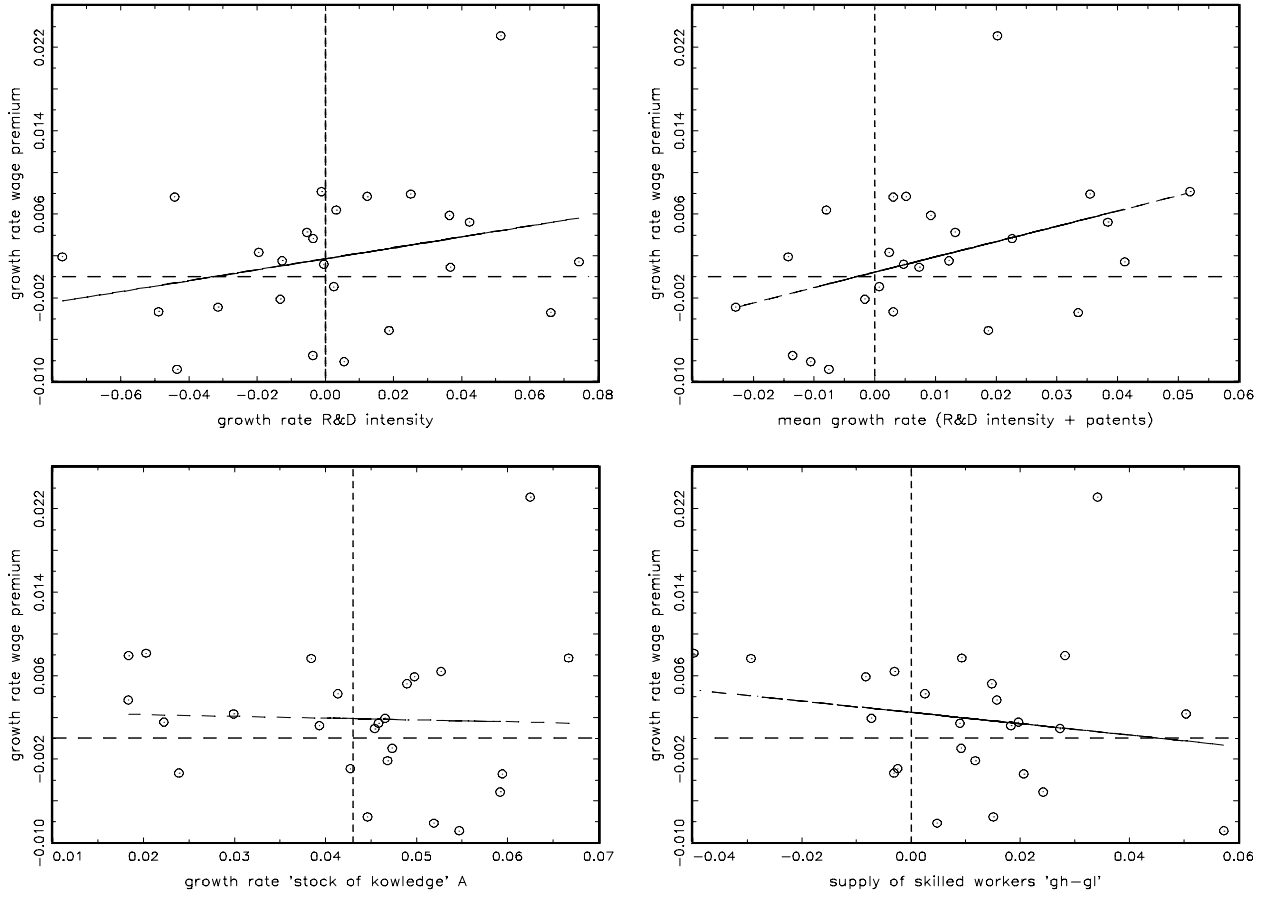 growth rate wage premium
0.022
0.014
0.006
−0.002
−0.010
−0.06 −0.04 −0.02 0.00 0.02 0.04 0.06 0.08
growth rate R&D intensity
growth rate wage premium
0.022
0.014
0.006
−0.002
−0.010
−0.02 −0.01 0.00 0.01 0.02 0.03 0.04 0.05 0.06
mean growth rate (R&D intensity + patents)
growth rate wage premium
0.022
0.014
0.006
−0.002
−0.010
0.01 0.02 0.03 0.04 0.05 0.06 0.07
growth rate 'stock of kowledge' A
growth rate wage premium
0.022
0.014
0.006
−0.002
−0.010
−0.04 −0.02 0.00 0.02 0.04 0.06
supply of skilled workers 'gh−gl'